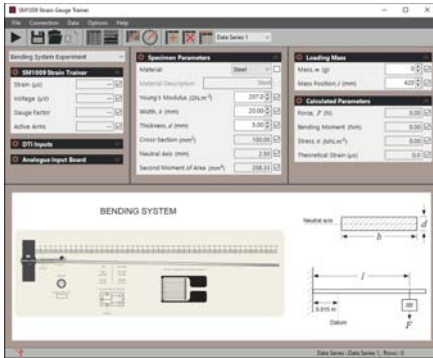 SM1009 Strain Gauge Trainer
File Connection Data Options Help
Data Series 1
Bending System Experiment
SM1009 Strain Trainer
Strain (µε)
Voltage (µV)
Gauge Factor
Active Arms
DTI Inputs
Analogue Input Board
Specimen Parameters
Material Steel
Material Description Steel
Young's Modulus (GN.m⁻²) 207.0
Width, b (mm) 20.00
Thickness, d (mm) 5.00
Cross-Section (mm²) 100.00
Neutral Axis (mm) 2.50
Second Moment of Area (mm⁴) 208.33
Loading Mass
Mass, m (g) 0
Mass Position, l (mm) 420
Calculated Parameters
Force, F (N) 0.00
Bending Moment (Nm) 0.00
Stress, σ (MN.m⁻²) 0.00
Theoretical Strain (µε) 0.0
BENDING SYSTEM
Neutral axis
d
b
l
0.015 m
Datum
F
Data Series : Data Series 1, Rows: 0